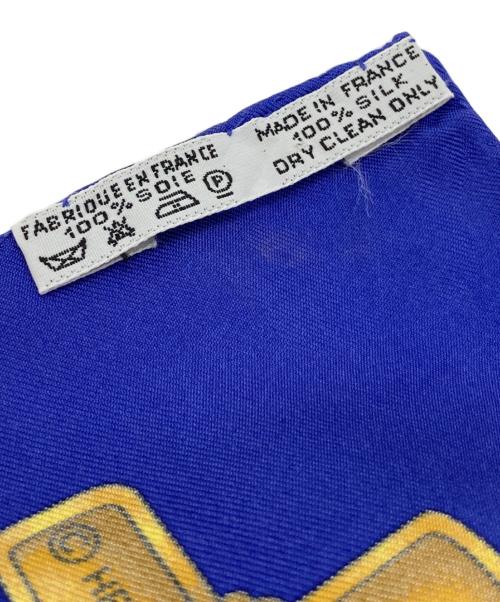 FABRIQUE EN FRANCE
100% SOIE
MADE IN FRANCE
100% SILK
DRY CLEAN ONLY
P
©